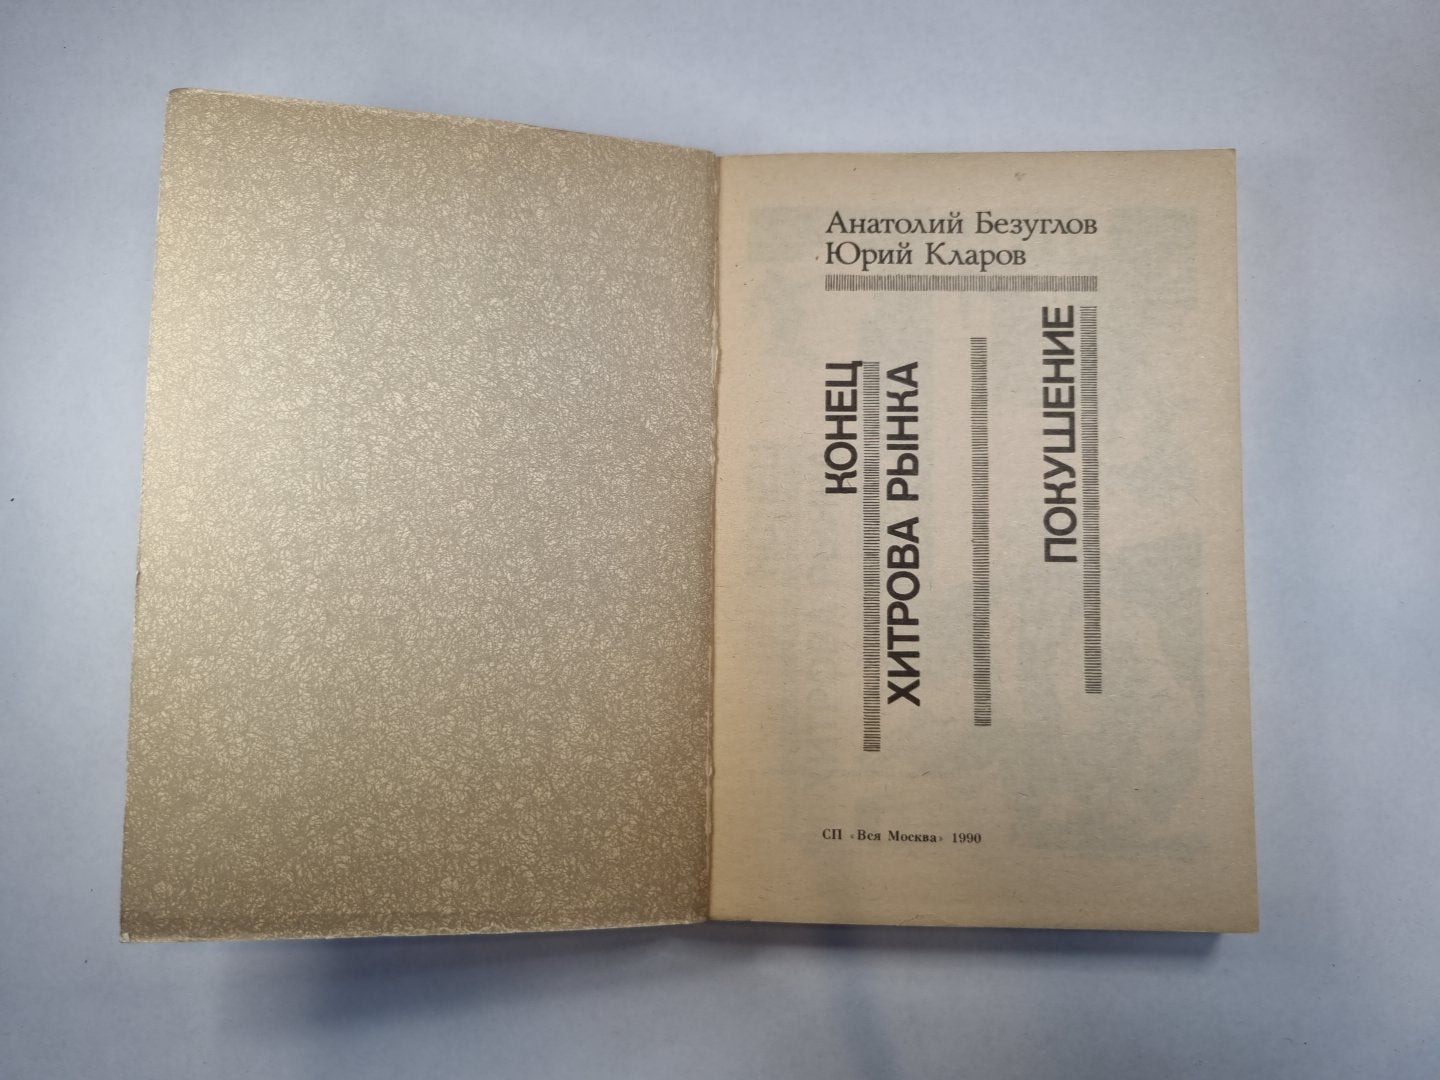 Анатолий Безуглов
Юрий Кларов
КОНЕЦ
ХИТРОВА РЫНКА
ПОКУШЕНИЕ
СП «Вся Москва» 1990